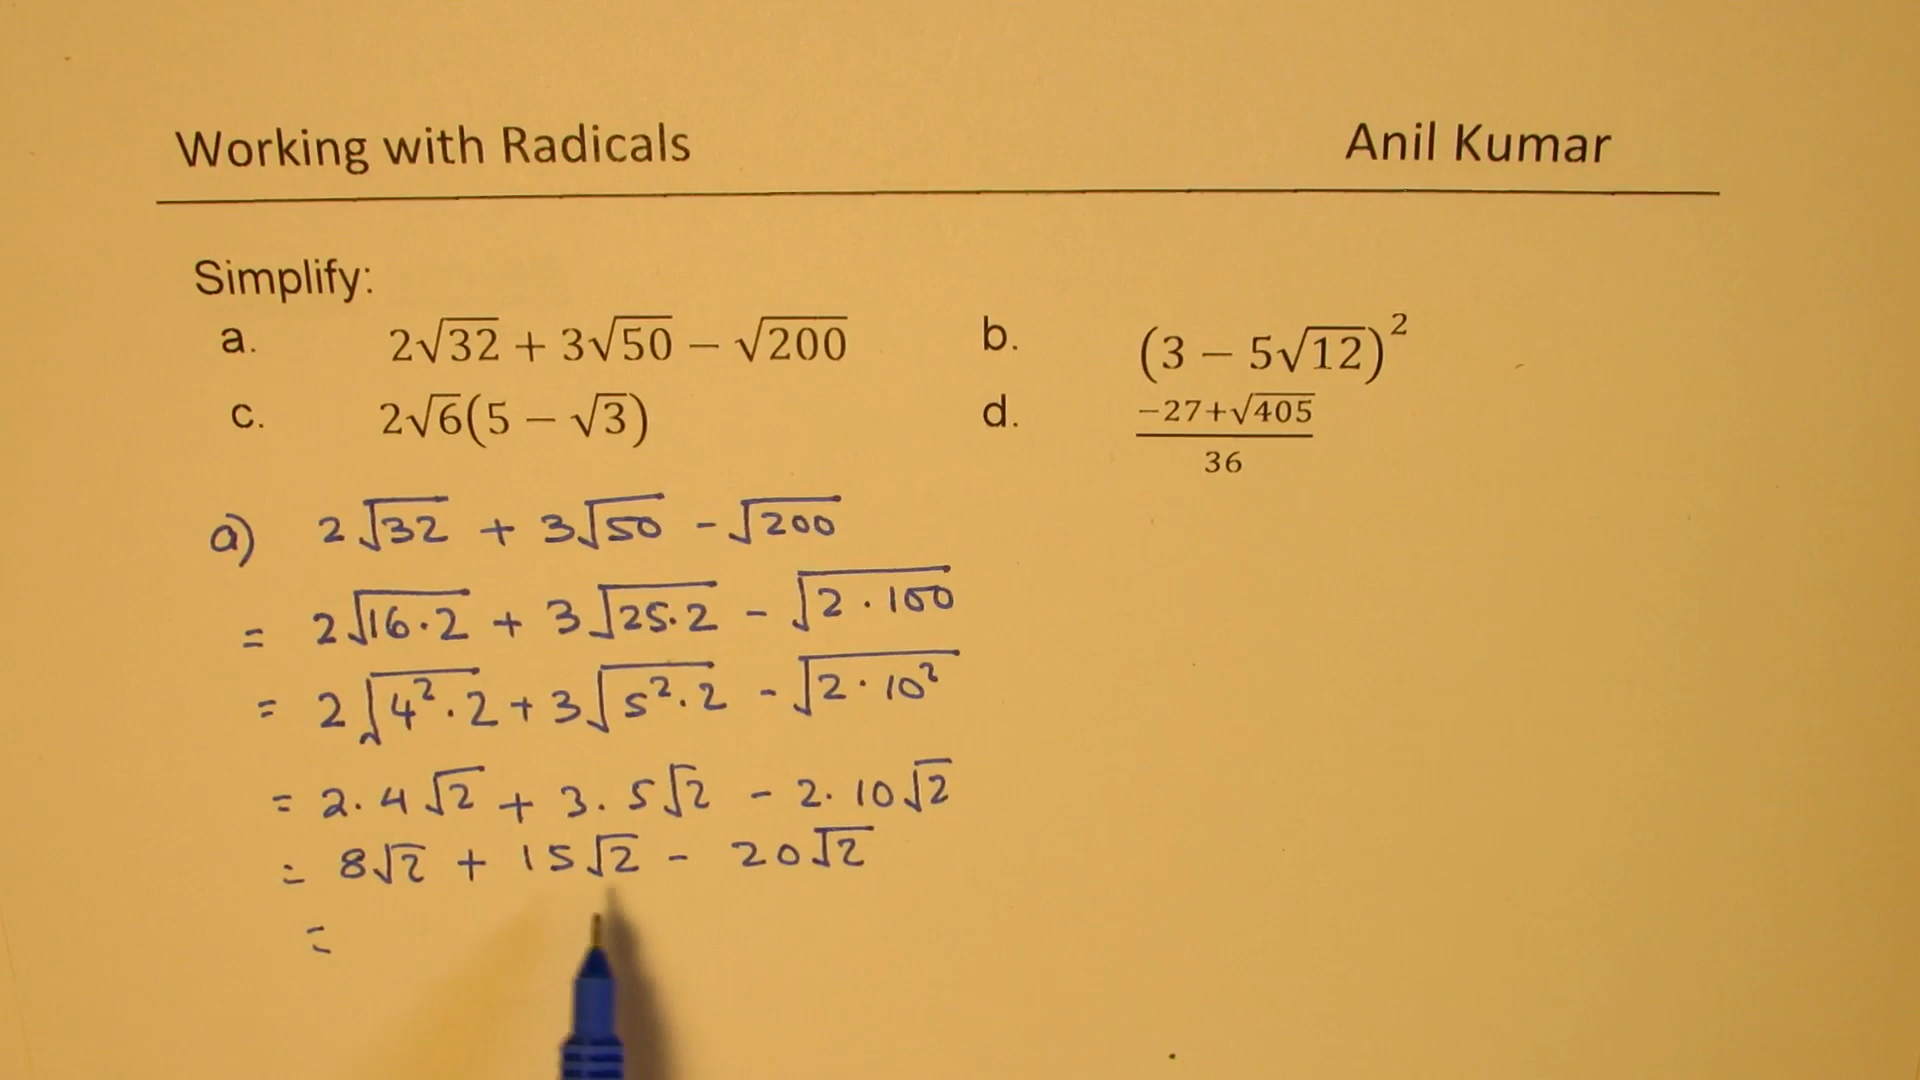 Working with Radicals Anil Kumar
Simplify:
a. 2√32 + 3√50 − √200 b. (3 − 5√12)²
c. 2√6(5 − √3) d. (−27+√405)/36
a) 2√32 + 3√50 - √200
= 2√(16·2) + 3√(25·2) - √(2·100)
= 2√(4²·2) + 3√(5²·2) - √(2·10²)
= 2·4√2 + 3·5√2 - 2·10√2
= 8√2 + 15√2 - 20√2
=